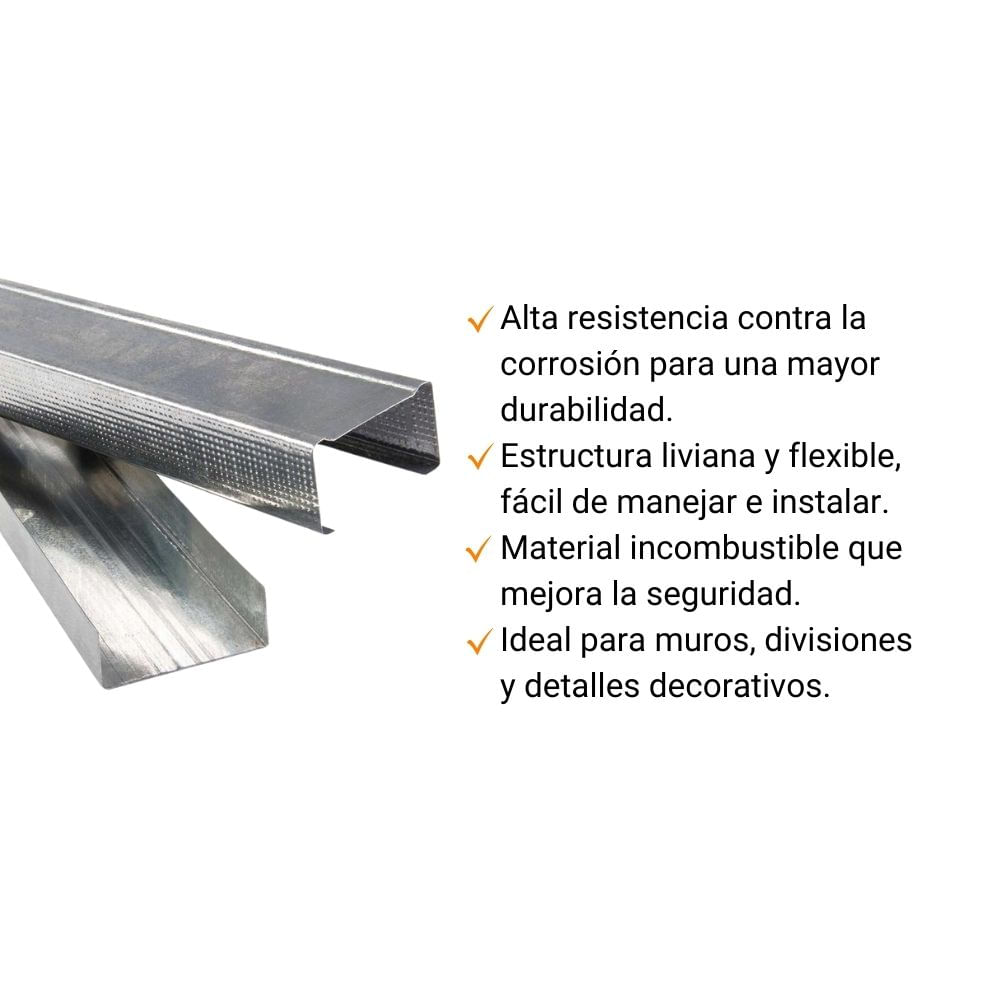 Alta resistencia contra la
corrosión para una mayor
durabilidad.
Estructura liviana y flexible,
fácil de manejar e instalar.
Material incombustible que
mejora la seguridad.
Ideal para muros, divisiones
y detalles decorativos.